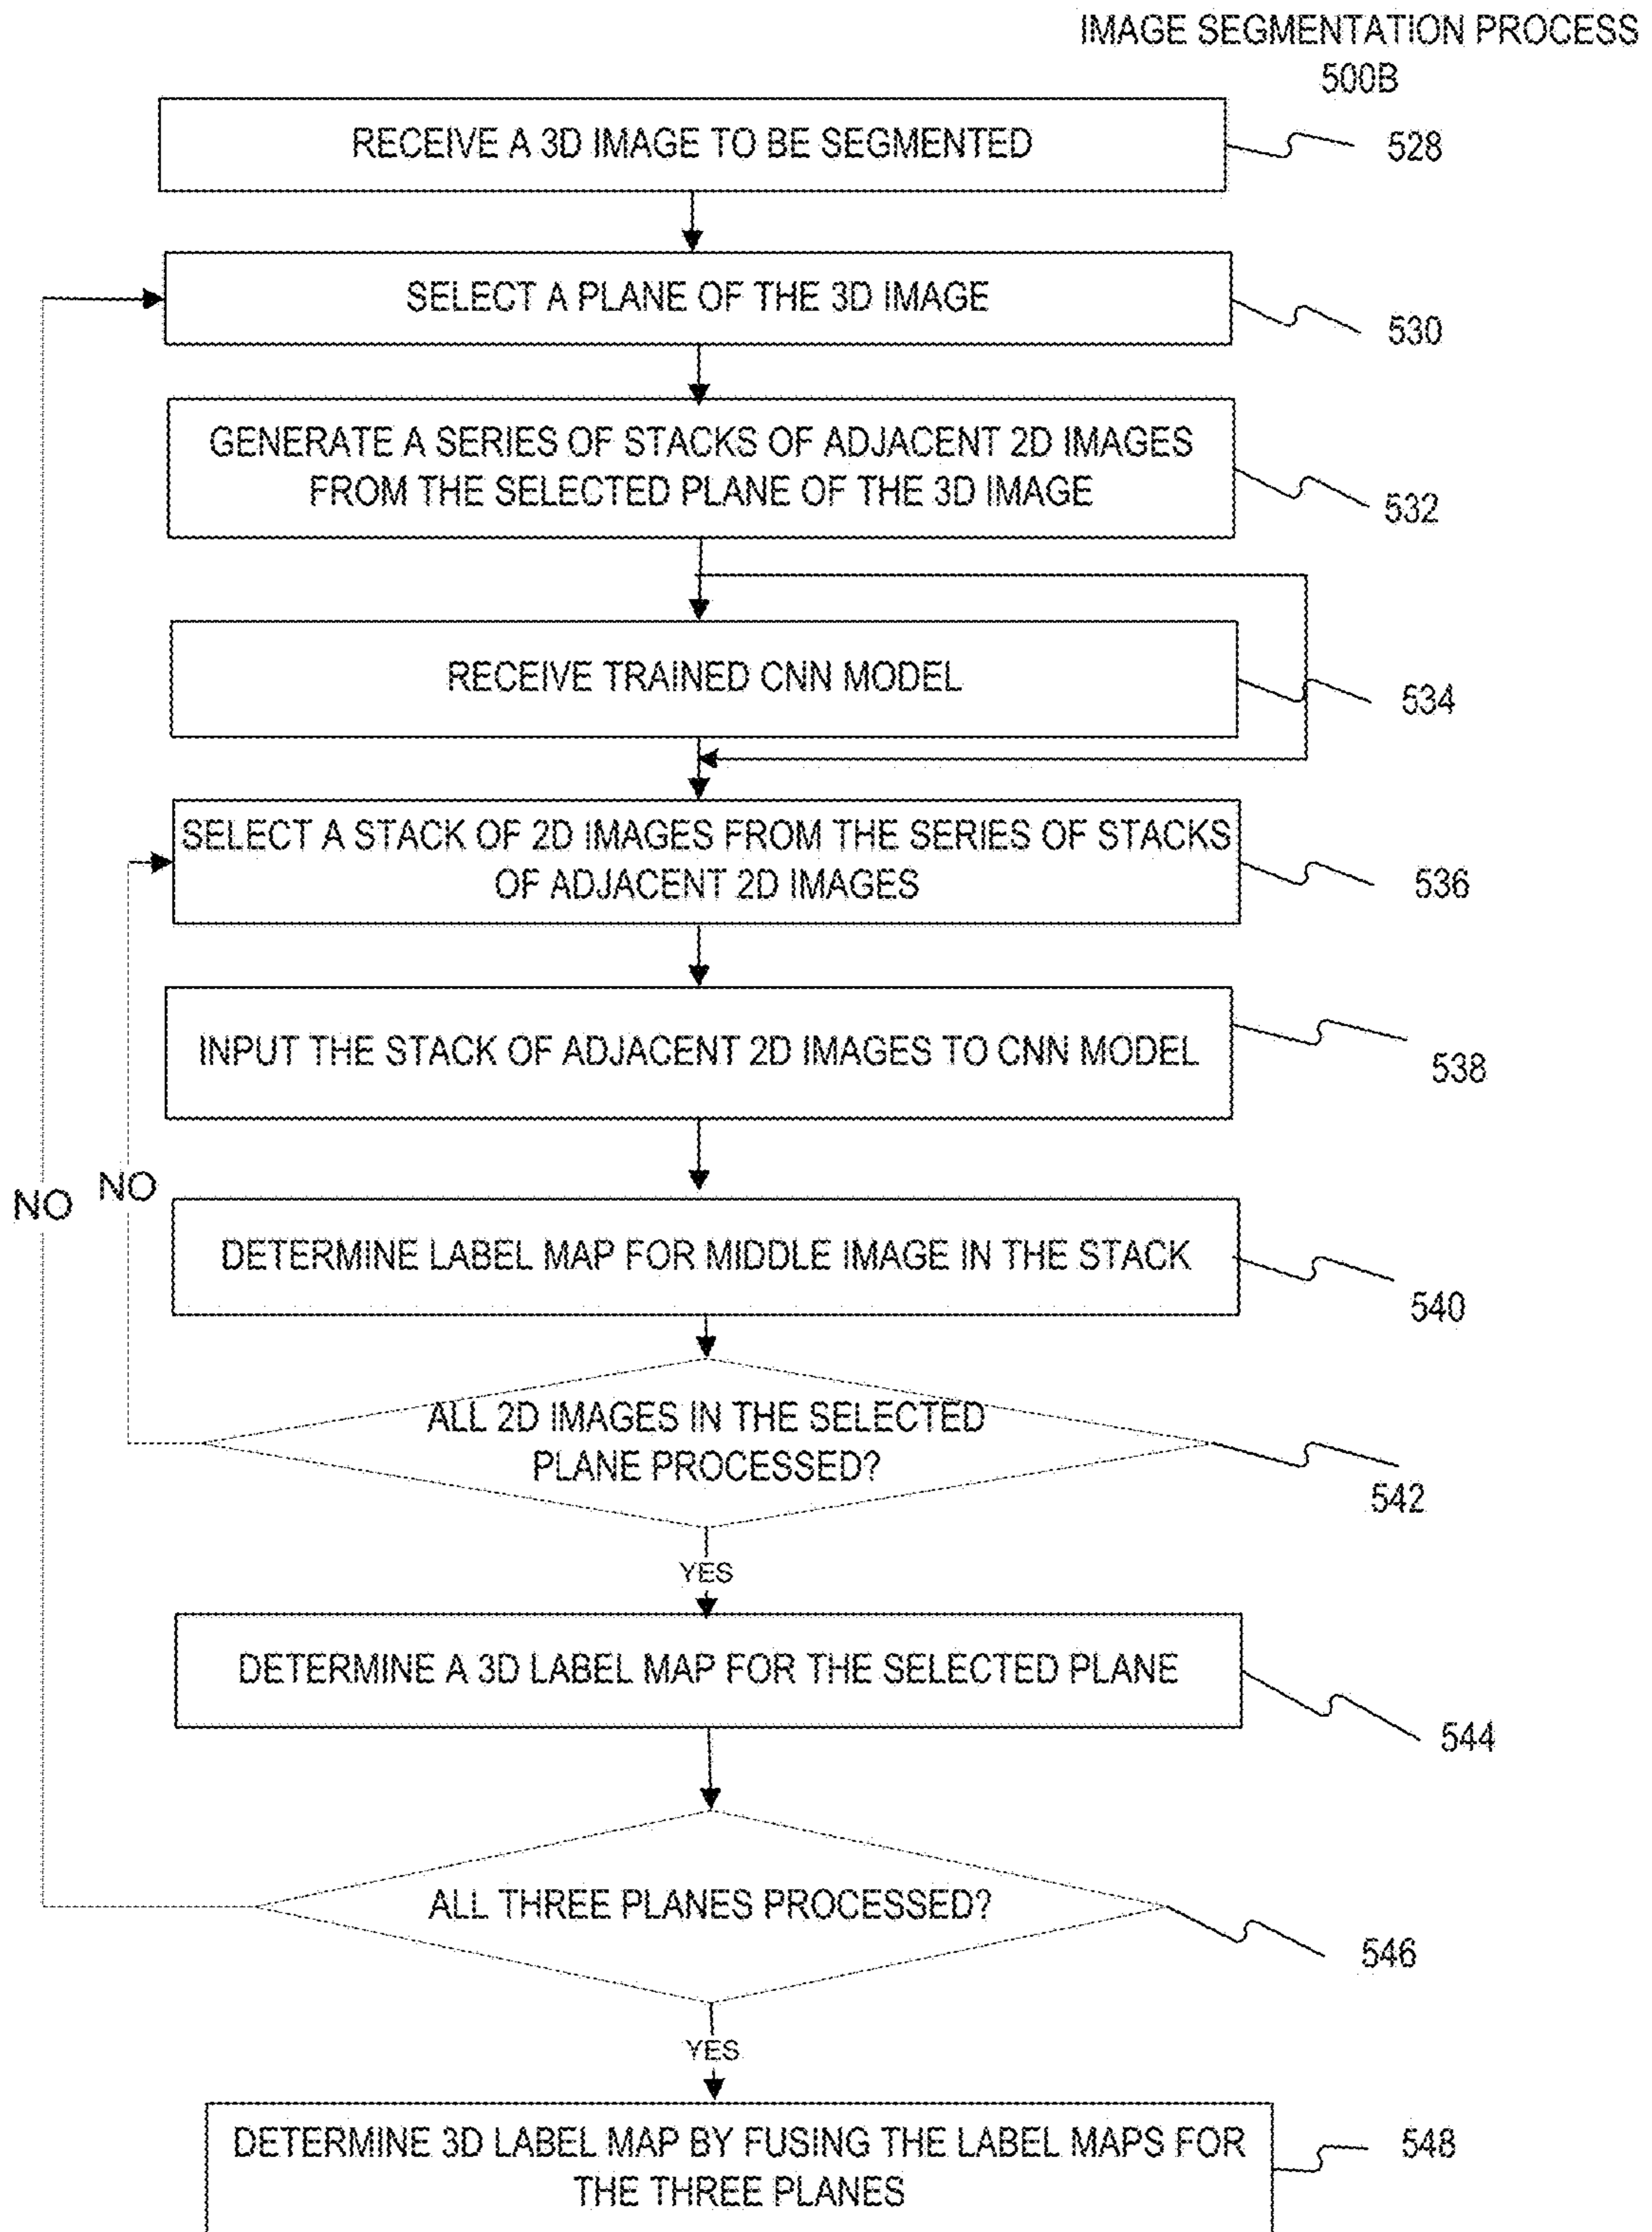 IMAGE SEGMENTATION PROCESS
500B
RECEIVE A 3D IMAGE TO BE SEGMENTED
528
SELECT A PLANE OF THE 3D IMAGE
530
GENERATE A SERIES OF STACKS OF ADJACENT 2D IMAGES
FROM THE SELECTED PLANE OF THE 3D IMAGE
532
RECEIVE TRAINED CNN MODEL
534
SELECT A STACK OF 2D IMAGES FROM THE SERIES OF STACKS
OF ADJACENT 2D IMAGES
536
INPUT THE STACK OF ADJACENT 2D IMAGES TO CNN MODEL
538
NO
NO
DETERMINE LABEL MAP FOR MIDDLE IMAGE IN THE STACK
540
ALL 2D IMAGES IN THE SELECTED
PLANE PROCESSED?
542
YES
DETERMINE A 3D LABEL MAP FOR THE SELECTED PLANE
544
ALL THREE PLANES PROCESSED?
546
YES
DETERMINE 3D LABEL MAP BY FUSING THE LABEL MAPS FOR
THE THREE PLANES
548